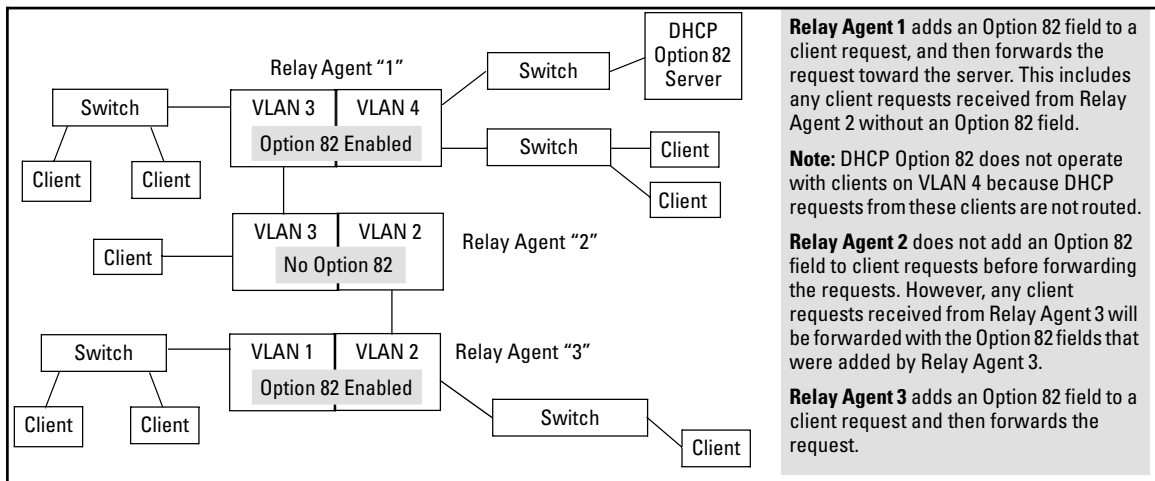 Relay Agent “1”
DHCP
Option 82
Server
Switch
Switch
VLAN 3
VLAN 4
Option 82 Enabled
Switch
Client
Client
Client
Client
VLAN 3
VLAN 2
Relay Agent “2”
No Option 82
Client
Switch
VLAN 1
VLAN 2
Relay Agent “3”
Option 82 Enabled
Client
Client
Switch
Client
Relay Agent 1 adds an Option 82 field to a
client request, and then forwards the
request toward the server. This includes
any client requests received from Relay
Agent 2 without an Option 82 field.
Note: DHCP Option 82 does not operate
with clients on VLAN 4 because DHCP
requests from these clients are not routed.
Relay Agent 2 does not add an Option 82
field to client requests before forwarding
the requests. However, any client
requests received from Relay Agent 3 will
be forwarded with the Option 82 fields that
were added by Relay Agent 3.
Relay Agent 3 adds an Option 82 field to a
client request and then forwards the
request.